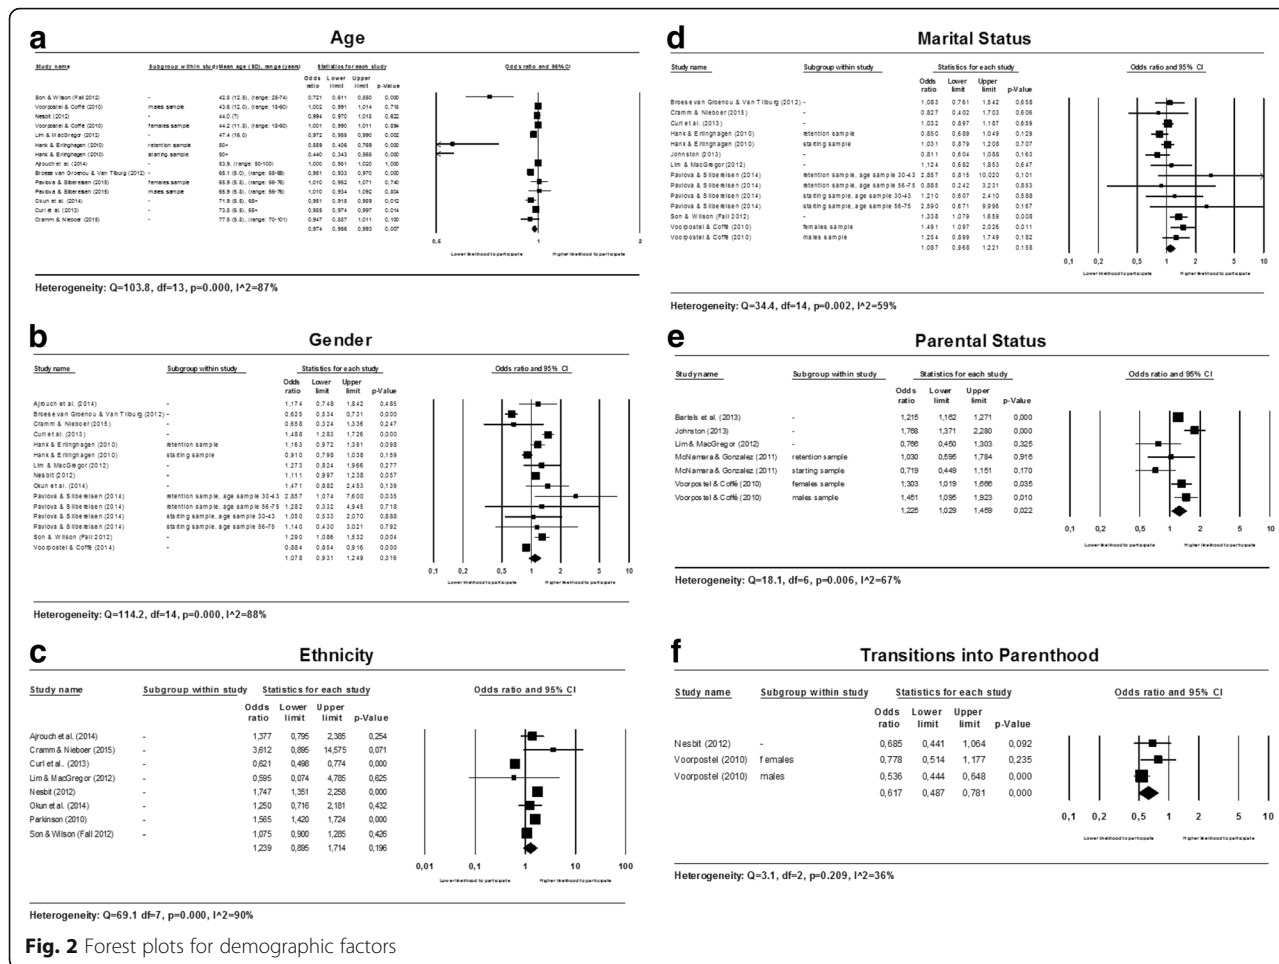 a
Age
Study name Subgroup within study Mean age (SD), range (years) Statistics for each study Odds ratio and 95% CI
Odds ratio Lower limit Upper limit p-Value
Son & Wilson (Fall 2012) - 42,8 (12,5), (range: 25-74) 0,721 0,611 0,850 0,000
Voorpostel & Coffé (2010) males sample 43,6 (12,0), (range: 18-60) 1,002 0,991 1,014 0,718
Nesbit (2012) - 44,0 (?) 0,994 0,970 1,018 0,622
Voorpostel & Coffé (2010) females sample 44,2 (11,8), (range: 18-60) 1,001 0,990 1,011 0,894
Lim & MacGregor (2012) - 47,4 (18,0) 0,972 0,955 0,990 0,002
Hank & Erlinghagen (2010) retention sample 50+ 0,406 0,769 0,000
Hank & Erlinghagen (2010) starting sample 50+ 0,440 0,343 0,565 0,000
Ajrouch et al. (2014) - 53,9, (range: 50-100) 1,000 0,981 1,020 1,000
Broese van Groenou & Van Tilburg (2012) - 0,951 0,933 0,970 0,000
Pavlova & Silbereisen (2015) females sample 65,9 (5,8), (range: 56-75) 1,010 0,952 1,071 0,740
Pavlova & Silbereisen (2015) males sample 65,9 (5,8), (range: 56-75) 1,010 0,934 1,092 0,804
Okun et al. (2014) - 71,9 (5,5), 65+ 0,951 0,915 0,989 0,012
Curl et al. (2013) - 73,8 (6,5), 65+ 0,985 0,974 0,997 0,014
Cramm & Nieboer (2015) - 77,5 (5,8), (range: 70-101) 0,947 0,887 1,011 0,100
0,974 0,956 0,993 0,007
0,5 1 2
Lower likelihood to participate Higher likelihood to participate
Heterogeneity: Q=103.8, df=13, p=0.000, I^2=87%
b
Gender
Study name Subgroup within study Statistics for each study Odds ratio and 95% CI
Odds ratio Lower limit Upper limit p-Value
Ajrouch et al. (2014) - 1,174 0,748 1,842 0,485
Broese van Groenou & Van Tilburg (2012) - 0,625 0,534 0,731 0,000
Cramm & Nieboer (2015) - 0,658 0,324 1,336 0,247
Curl et al. (2013) - 1,488 1,283 1,726 0,000
Hank & Erlinghagen (2010) retention sample 1,163 0,972 1,391 0,098
Hank & Erlinghagen (2010) starting sample 0,910 0,798 1,038 0,159
Lim & MacGregor (2012) - 1,273 0,824 1,966 0,277
Nesbit (2012) - 1,111 0,997 1,238 0,057
Okun et al. (2014) - 1,471 0,882 2,453 0,139
Pavlova & Silbereisen (2014) retention sample, age sample 30-43 2,857 1,074 7,600 0,035
Pavlova & Silbereisen (2014) retention sample, age sample 56-75 1,282 0,332 4,945 0,718
Pavlova & Silbereisen (2014) starting sample, age sample 30-43 1,050 0,533 2,070 0,888
Pavlova & Silbereisen (2014) starting sample, age sample 56-75 1,140 0,430 3,021 0,792
Son & Wilson (Fall 2012) - 1,290 1,086 1,532 0,004
Voorpostel & Coffé (2014) - 0,884 0,854 0,916 0,000
1,078 0,931 1,249 0,316
0,1 0,2 0,5 1 2 5 10
Lower likelihood to participate Higher likelihood to participate
Heterogeneity: Q=114.2, df=14, p=0.000, I^2=88%
c
Ethnicity
Study name Subgroup within study Statistics for each study Odds ratio and 95% CI
Odds ratio Lower limit Upper limit p-Value
Ajrouch et al. (2014) - 1,377 0,795 2,385 0,254
Cramm & Nieboer (2015) - 3,612 0,895 14,575 0,071
Curl et.. (2013) - 0,621 0,498 0,774 0,000
Lim & MacGregor (2012) - 0,595 0,074 4,785 0,625
Nesbit (2012) - 1,747 1,351 2,258 0,000
Okun et al. (2014) - 1,250 0,716 2,181 0,432
Parkinson (2010) - 1,565 1,420 1,724 0,000
Son & Wilson (Fall 2012) - 1,075 0,900 1,285 0,426
1,239 0,895 1,714 0,196
0,01 0,1 1 10 100
Lower likelihood to participate Higher likelihood to participate
Heterogeneity: Q=69.1 df=7, p=0.000, I^2=90%
d
Marital Status
Study name Subgroup within study Statistics for each study Odds ratio and 95% CI
Odds ratio Lower limit Upper limit p-Value
Broese van Groenou & Van Tilburg (2012) - 1,083 0,761 1,542 0,658
Cramm & Nieboer (2015) - 0,827 0,402 1,703 0,606
Curl et al. (2013) - 1,032 0,897 1,187 0,659
Hank & Erlinghagen (2010) retention sample 0,850 0,689 1,049 0,129
Hank & Erlinghagen (2010) starting sample 1,031 0,879 1,208 0,707
Johnston (2013) - 0,811 0,604 1,088 0,163
Lim & MacGregor (2012) - 1,124 0,682 1,853 0,647
Pavlova & Silbereisen (2014) retention sample, age sample 30-43 2,857 0,815 10,020 0,101
Pavlova & Silbereisen (2014) retention sample, age sample 56-75 0,885 0,242 3,231 0,853
Pavlova & Silbereisen (2014) starting sample, age sample 30-43 1,210 0,607 2,410 0,588
Pavlova & Silbereisen (2014) starting sample, age sample 56-75 2,590 0,671 9,996 0,167
Son & Wilson (Fall 2012) - 1,338 1,079 1,659 0,008
Voorpostel & Coffé (2010) females sample 1,491 1,097 2,026 0,011
Voorpostel & Coffé (2010) males sample 1,254 0,899 1,749 0,182
1,087 0,968 1,221 0,158
0,1 0,2 0,5 1 2 5 10
Lower likelihood to participate Higher likelihood to participate
Heterogeneity: Q=34.4, df=14, p=0.002, I^2=59%
e
Parental Status
Study name Subgroup within study Statistics for each study Odds ratio and 95% CI
Odds ratio Lower limit Upper limit p-Value
Bartels et al. (2013) - 1,215 1,162 1,271 0,000
Johnston (2013) - 1,768 1,371 2,280 0,000
Lim & MacGregor (2012) - 0,766 0,450 1,303 0,325
McNamara & Gonzalez (2011) retention sample 1,030 0,595 1,784 0,916
McNamara & Gonzalez (2011) starting sample 0,719 0,449 1,151 0,170
Voorpostel & Coffé (2010) females sample 1,303 1,019 1,666 0,035
Voorpostel & Coffé (2010) males sample 1,451 1,095 1,923 0,010
1,225 1,029 1,459 0,022
0,1 0,2 0,5 1 2 5 10
Lower likelihood to participate Higher likelihood to participate
Heterogeneity: Q=18.1, df=6, p=0.006, I^2=67%
f
Transitions into Parenthood
Study name Subgroup within study Statistics for each study Odds ratio and 95% CI
Odds ratio Lower limit Upper limit p-Value
Nesbit (2012) - 0,685 0,441 1,064 0,092
Voorpostel (2010) females 0,778 0,514 1,177 0,235
Voorpostel (2010) males 0,536 0,444 0,648 0,000
0,617 0,487 0,781 0,000
0,1 0,2 0,5 1 2 5 10
Lower likelihood to participate Higher likelihood to participate
Heterogeneity: Q=3.1, df=2, p=0.209, I^2=36%
Fig. 2 Forest plots for demographic factors